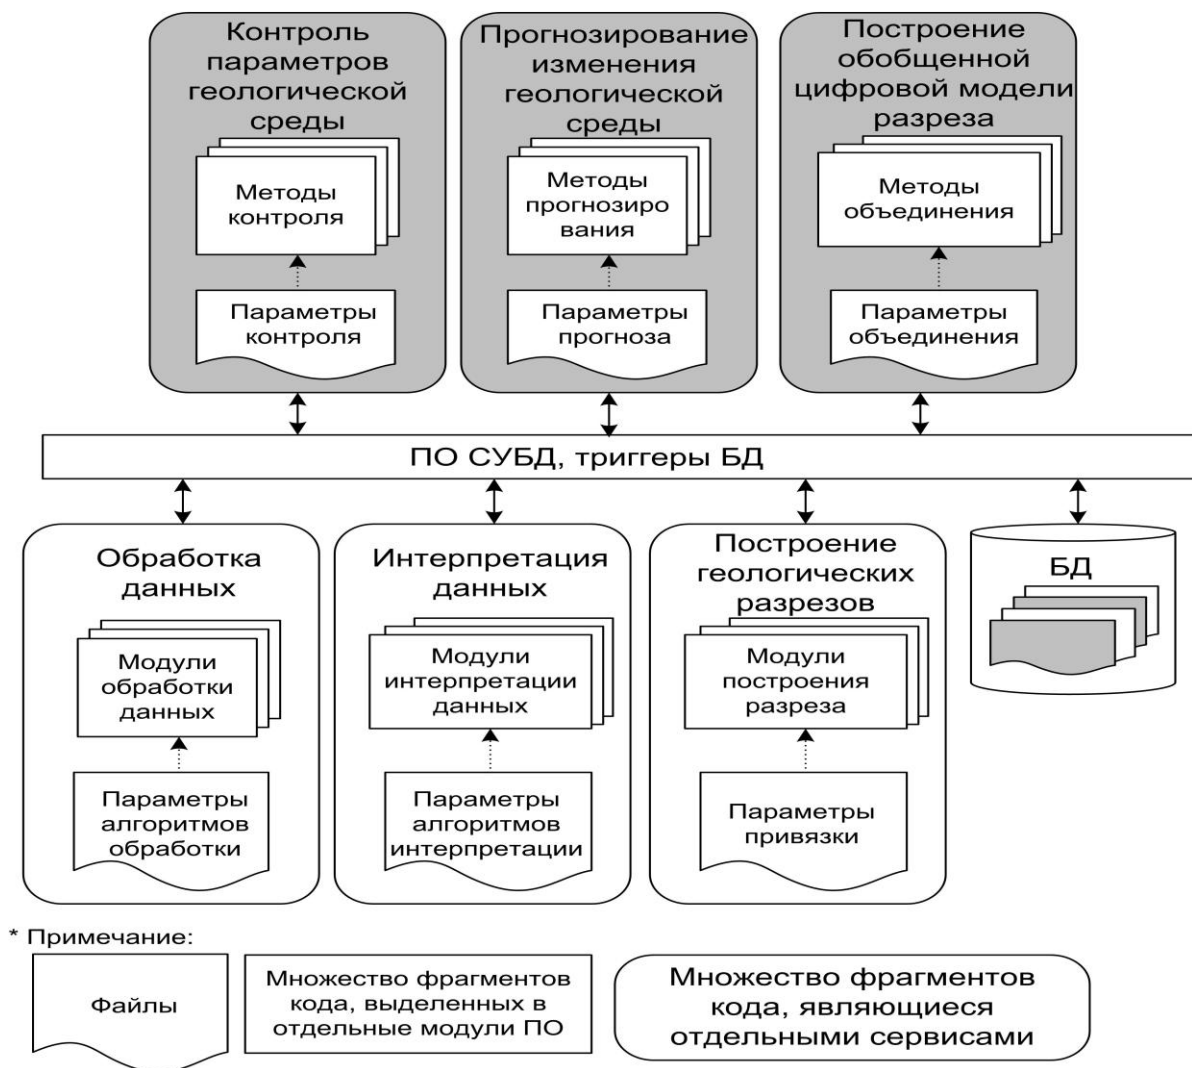 Контроль
параметров
геологической
среды
Методы
контроля
Параметры
контроля
Прогнозирование
изменения
геологической
среды
Методы
прогнозиро
вания
Параметры
прогноза
Построение
обобщенной
цифровой модели
разреза
Методы
объединения
Параметры
объединения
ПО СУБД, триггеры БД
Обработка
данных
Модули
обработки
данных
Параметры
алгоритмов
обработки
Интерпретация
данных
Модули
интерпретации
данных
Параметры
алгоритмов
интерпретации
Построение
геологических
разрезов
Модули
построения
разреза
Параметры
привязки
БД
* Примечание:
Файлы
Множество фрагментов
кода, выделенных в
отдельные модули ПО
Множество фрагментов
кода, являющиеся
отдельными сервисами